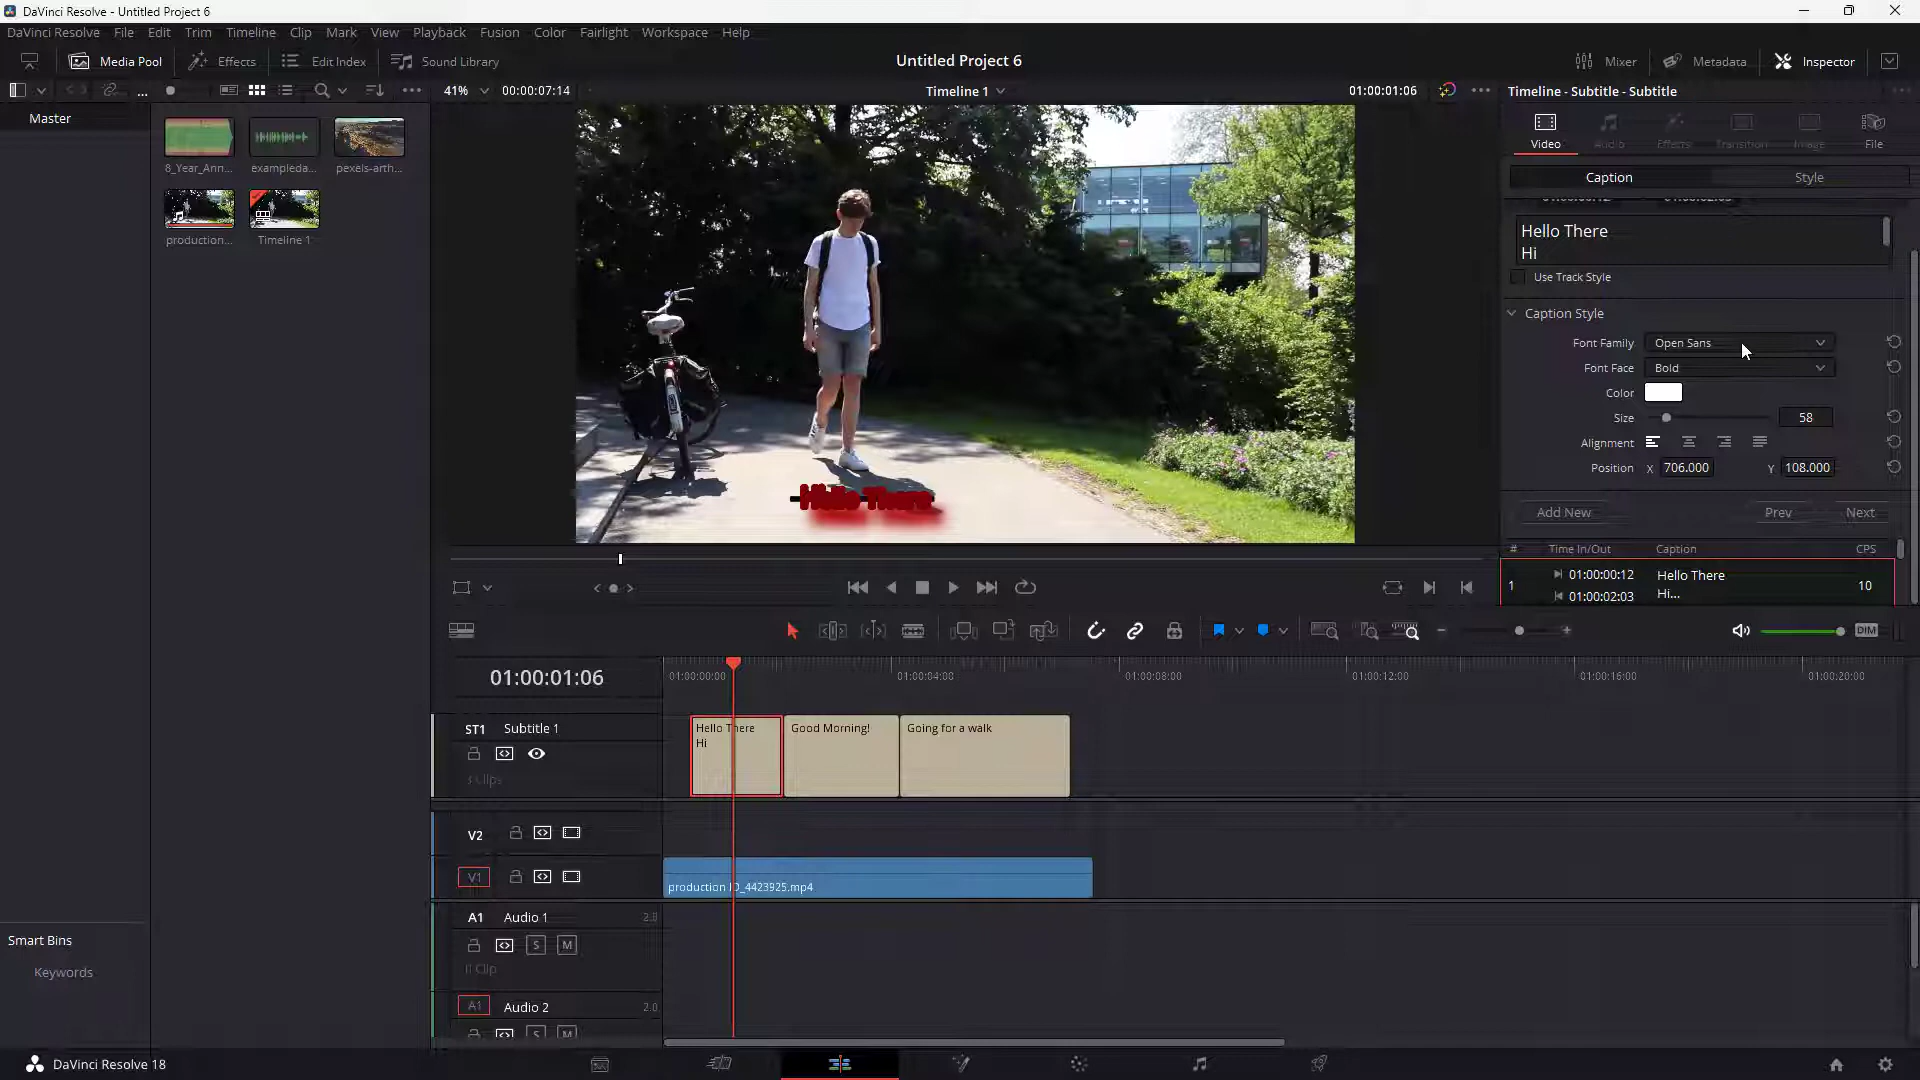 DaVinci Resolve - Untitled Project 6
DaVinci Resolve File Edit Trim Timeline Clip Mark View Playback Fusion Color Fairlight Workspace Help
Media Pool Effects Edit Index Sound Library Untitled Project 6 Mixer Metadata Inspector
... 41% 00:00:07:14 Timeline 1 01:00:01:06 Timeline - Subtitle - Subtitle
Master
8_Year_Ann... exampleda... pexels-arth...
production... Timeline 1
Video Audio Effects Transition Image File
Caption Style
Hello There
Hi
Use Track Style
Caption Style
Font Family Open Sans
Font Face Bold
Color
Size 58
Alignment
Position X 706.000 Y 108.000
Hello There
Add New Prev Next
# Time In/Out Caption CPS
1 01:00:00:12 Hello There 10
01:00:02:03 Hi...
DIM
01:00:01:06 01:00:00:00 01:00:04:00 01:00:08:00 01:00:12:00 01:00:16:00 01:00:20:00
ST1 Subtitle 1
Hello There Good Morning! Going for a walk
Hi
V2
V1
production ID_4423925.mp4
A1 Audio 1 2.0
S M
Smart Bins
Keywords
A1 Audio 2 2.0
S M
DaVinci Resolve 18